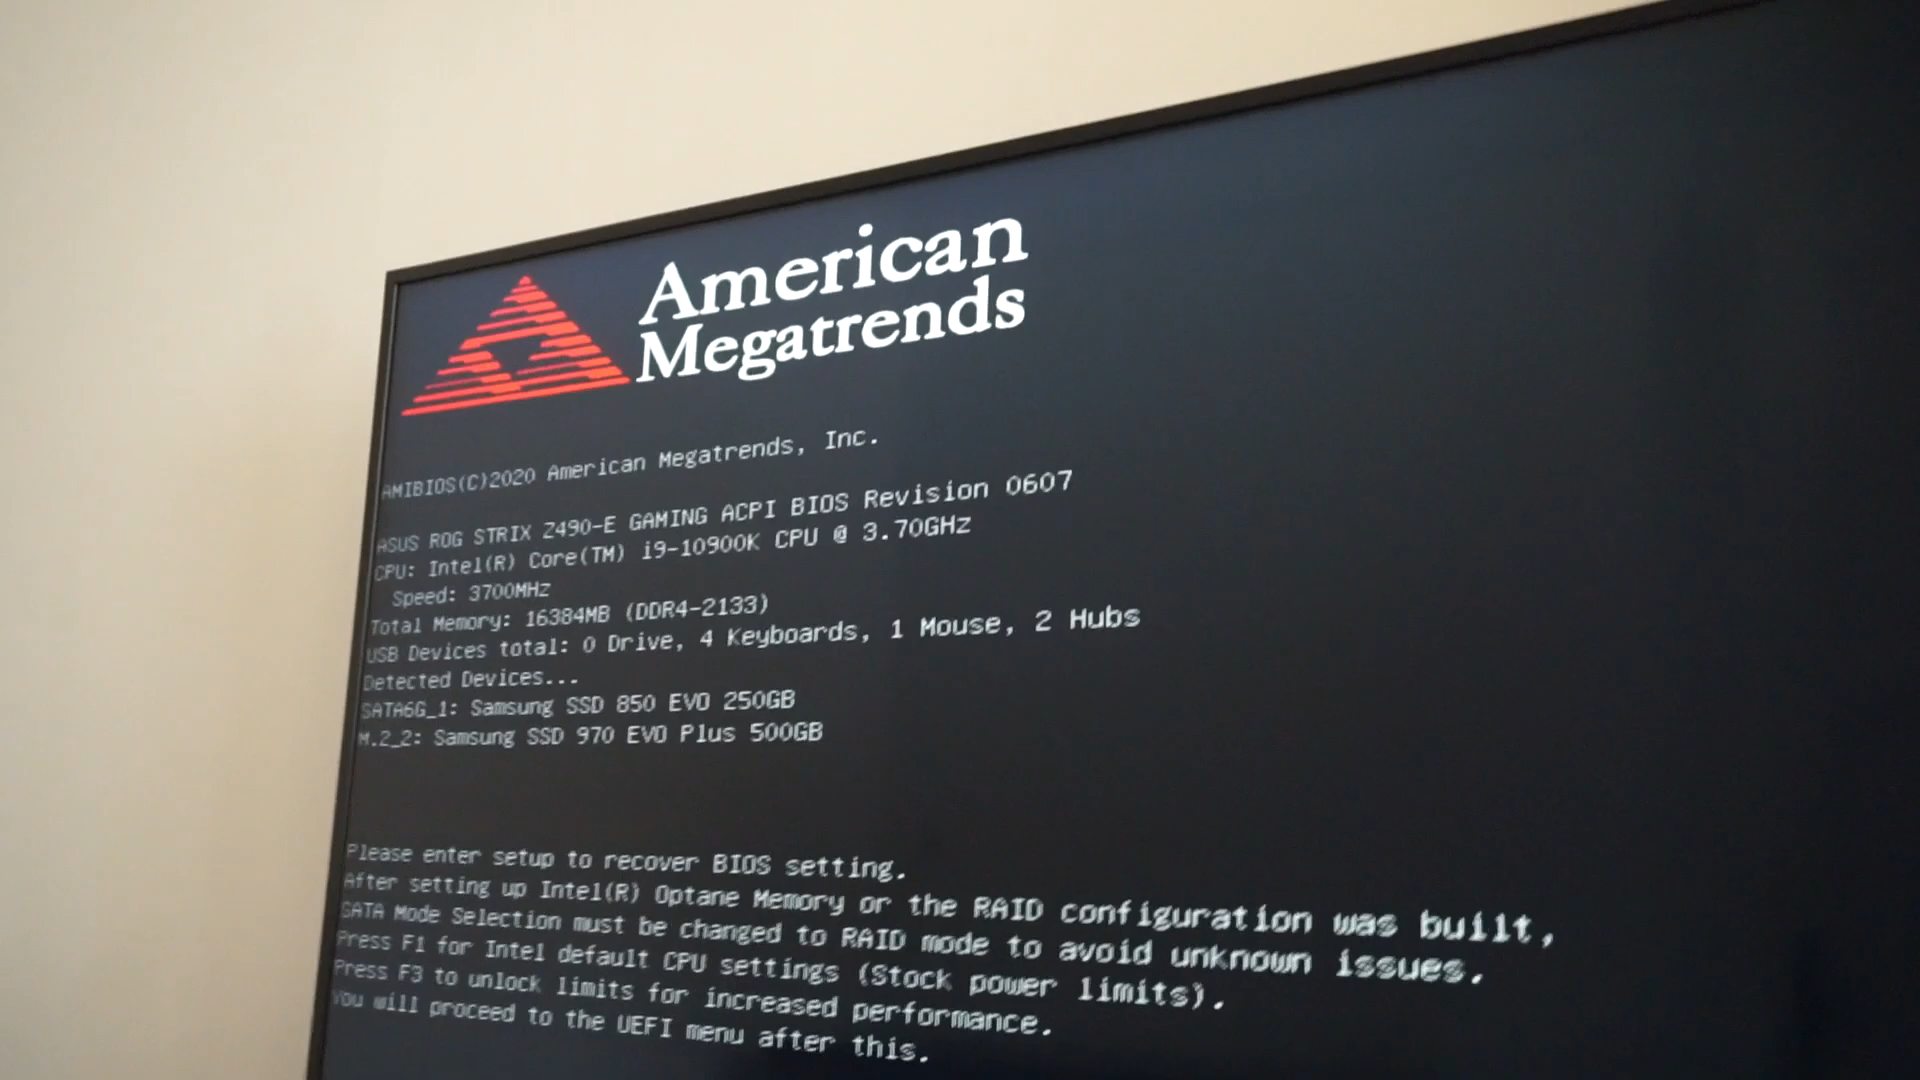 American
Megatrends
AMIBIOS(C)2020 American Megatrends, Inc.
ASUS ROG STRIX Z490-E GAMING ACPI BIOS Revision 0607
CPU: Intel(R) Core(TM) i9-10900K CPU @ 3.70GHz
Speed: 3700MHz
Total Memory: 16384MB (DDR4-2133)
USB Devices total: 0 Drive, 4 Keyboards, 1 Mouse, 2 Hubs
Detected Devices...
SATA6G_1: Samsung SSD 850 EVO 250GB
M.2_2: Samsung SSD 970 EVO Plus 500GB
Please enter setup to recover BIOS setting.
After setting up Intel(R) Optane Memory or the RAID configuration was built,
SATA Mode Selection must be changed to RAID mode to avoid unknown issues.
Press F1 for Intel default CPU settings (Stock power limits).
Press F3 to unlock limits for increased performance.
You will proceed to the UEFI menu after this.